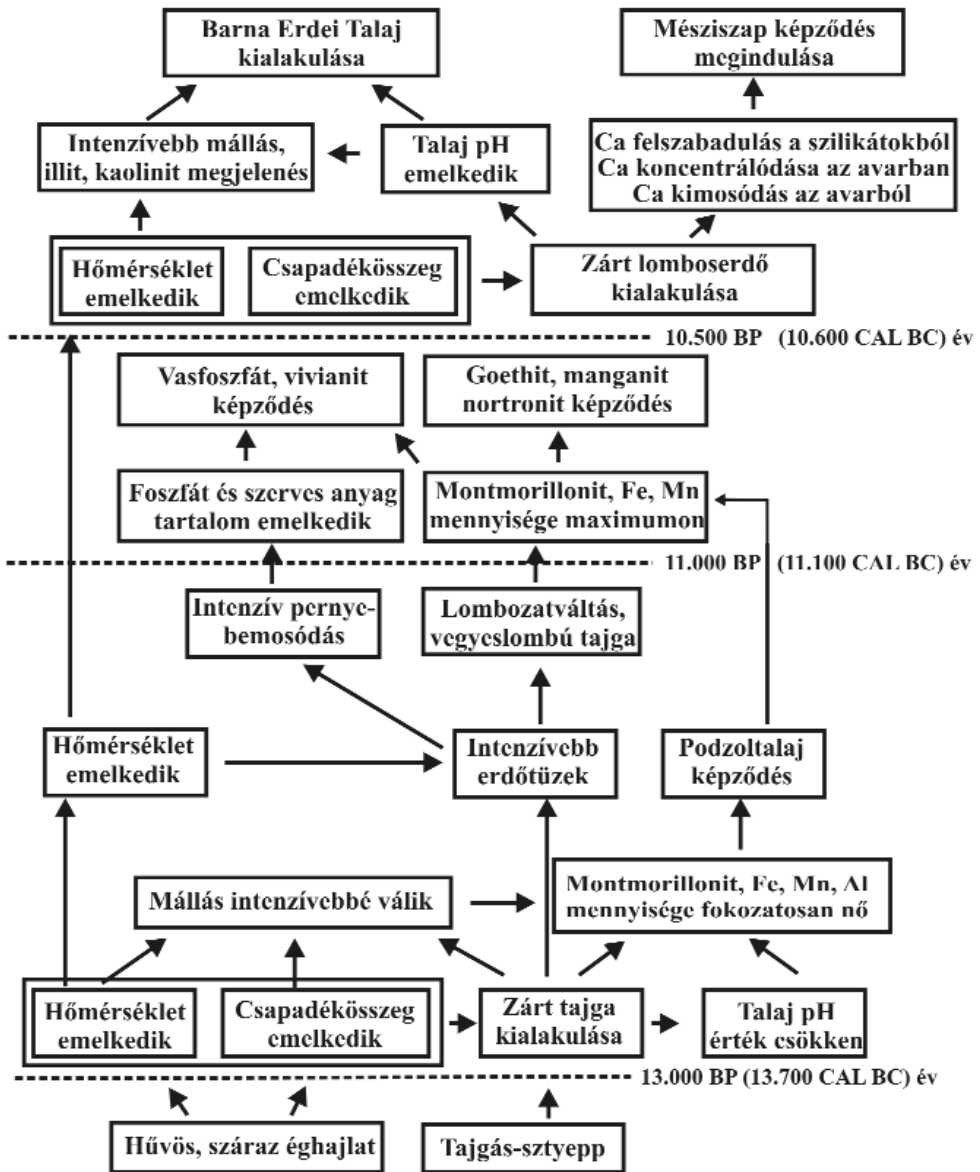 Barna Erdei Talaj
kialakulása
Mésziszap képződés
megindulása
Intenzívebb mállás,
illit, kaolinit megjelenés
Talaj pH
emelkedik
Ca felszabadulás a szilikátokból
Ca koncentrálódása az avarban
Ca kimosódás az avarból
Hőmérséklet
emelkedik
Csapadékösszeg
emelkedik
Zárt lomboserdő
kialakulása
10.500 BP (10.600 CAL BC) év
Vasfoszfát, vivianit
képződés
Goethit, manganit
nortronit képződés
Foszfát és szerves anyag
tartalom emelkedik
Montmorillonit, Fe, Mn
mennyisége maximumon
11.000 BP (11.100 CAL BC) év
Intenzív pernye-
bemosódás
Lombozatváltás,
vegyeslombú tajga
Hőmérséklet
emelkedik
Intenzívebb
erdőtüzek
Podzoltalaj
képződés
Mállás intenzívebbé válik
Montmorillonit, Fe, Mn, Al
mennyisége fokozatosan nő
Hőmérséklet
emelkedik
Csapadékösszeg
emelkedik
Zárt tajga
kialakulása
Talaj pH
érték csökken
13.000 BP (13.700 CAL BC) év
Hűvös, száraz éghajlat
Tajgás-sztyepp